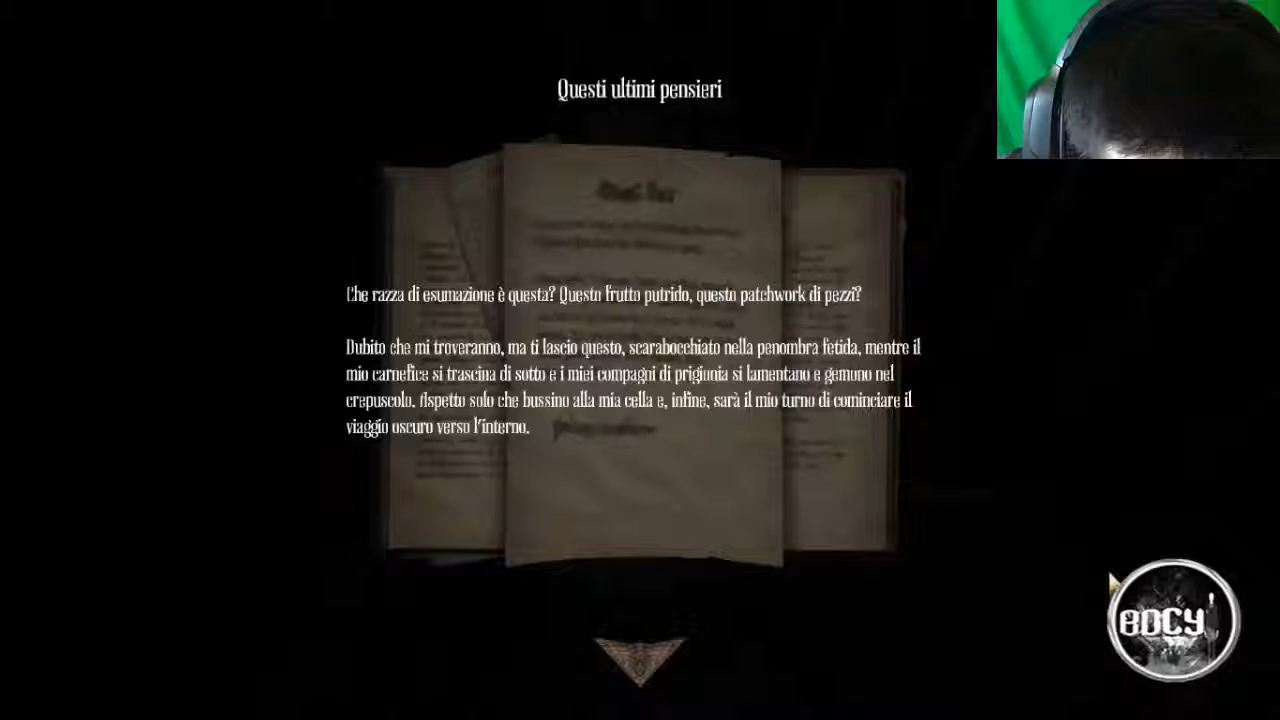 Questi ultimi pensieri
Che razza di esumazione è questa? Questo frutto putrido, questo patchwork di pezzi?
Dubito che mi troveranno, ma ti lascio questo, scarabocchiato nella penombra fetida, mentre il
mio carnefice si trascina di sotto e i miei compagni di prigionia si lamentano e gemono nel
crepuscolo. Aspetto solo che bussino alla mia cella e, infine, sarà il mio turno di cominciare il
viaggio oscuro verso l'interno.
BDCY